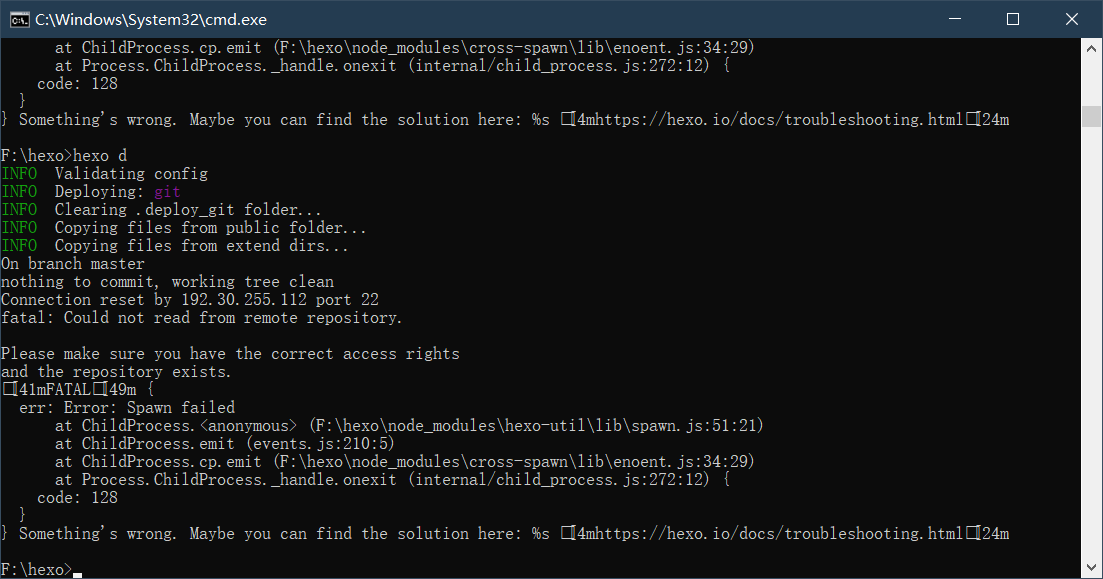 C:\Windows\System32\cmd.exe
at ChildProcess.cp.emit (F:\hexo\node_modules\cross-spawn\lib\enoent.js:34:29)
at Process.ChildProcess._handle.onexit (internal/child_process.js:272:12) {
code: 128
}
} Something's wrong. Maybe you can find the solution here: %s [4mhttps://hexo.io/docs/troubleshooting.html[24m
F:\hexo>hexo d
INFO Validating config
INFO Deploying: git
INFO Clearing .deploy_git folder...
INFO Copying files from public folder...
INFO Copying files from extend dirs...
On branch master
nothing to commit, working tree clean
Connection reset by 192.30.255.112 port 22
fatal: Could not read from remote repository.
Please make sure you have the correct access rights
and the repository exists.
[41mFATAL[49m {
err: Error: Spawn failed
at ChildProcess.<anonymous> (F:\hexo\node_modules\hexo-util\lib\spawn.js:51:21)
at ChildProcess.emit (events.js:210:5)
at ChildProcess.cp.emit (F:\hexo\node_modules\cross-spawn\lib\enoent.js:34:29)
at Process.ChildProcess._handle.onexit (internal/child_process.js:272:12) {
code: 128
}
} Something's wrong. Maybe you can find the solution here: %s [4mhttps://hexo.io/docs/troubleshooting.html[24m
F:\hexo>